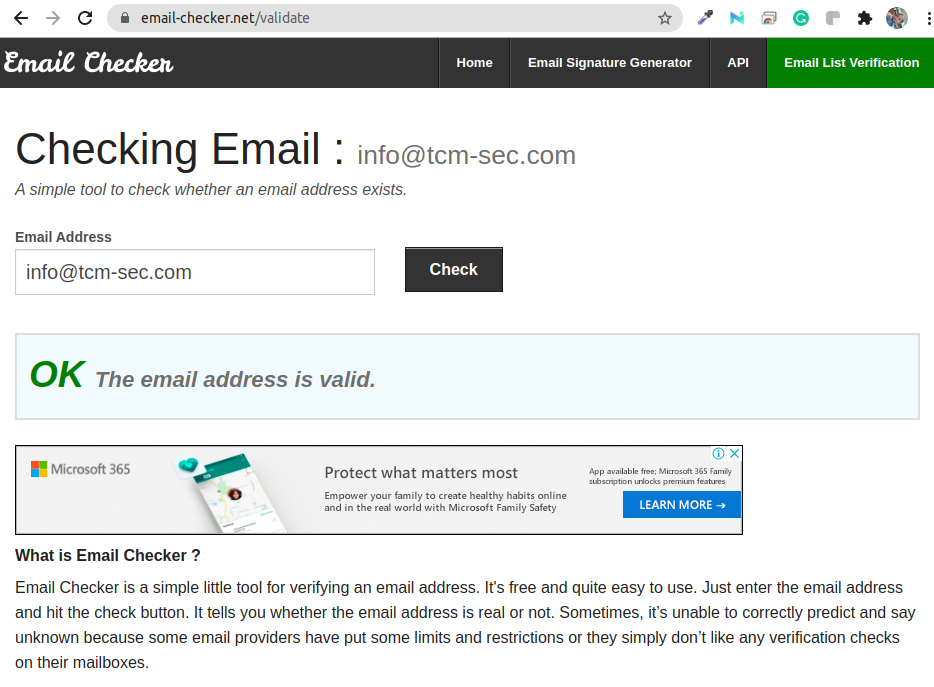 email-checker.net/validate
Email Checker
Home
Email Signature Generator
API
Email List Verification
Checking Email : info@tcm-sec.com
A simple tool to check whether an email address exists.
Email Address
info@tcm-sec.com
Check
OK The email address is valid.
Microsoft 365
Protect what matters most
Empower your family to create healthy habits online
and in the real world with Microsoft Family Safety
App available free; Microsoft 365 Family
subscription unlocks premium features
LEARN MORE →
What is Email Checker ?
Email Checker is a simple little tool for verifying an email address. It's free and quite easy to use. Just enter the email address
and hit the check button. It tells you whether the email address is real or not. Sometimes, it’s unable to correctly predict and say
unknown because some email providers have put some limits and restrictions or they simply don’t like any verification checks
on their mailboxes.